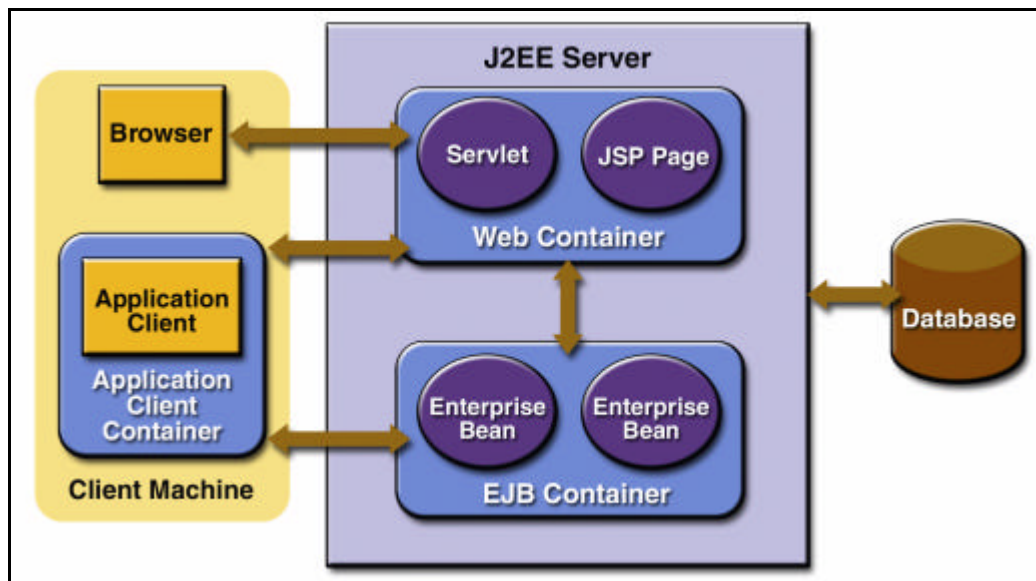 J2EE Server
Browser
Servlet
JSP Page
Web Container
Application
Client
Application
Client
Container
Client Machine
Enterprise
Bean
Enterprise
Bean
EJB Container
Database